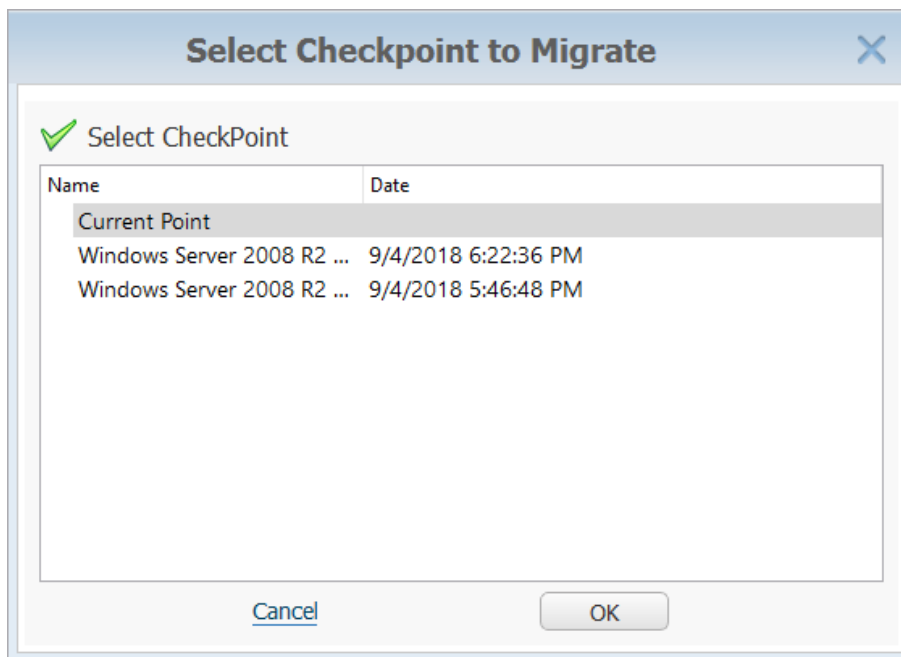 Select Checkpoint to Migrate
Select CheckPoint
Name Date
Current Point
Windows Server 2008 R2 ... 9/4/2018 6:22:36 PM
Windows Server 2008 R2 ... 9/4/2018 5:46:48 PM
Cancel OK